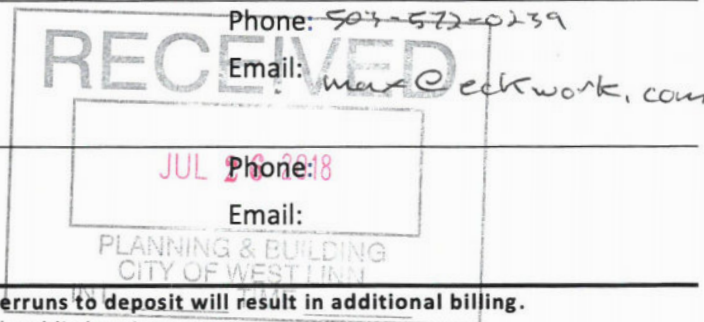 Phone: 503-572-0239
RECEIVED
Email: max@eckwork.com
JUL 26 2018
Phone:
Email:
PLANNING & BUILDING
CITY OF WEST LINN
TIME
erruns to deposit will result in additional billing.